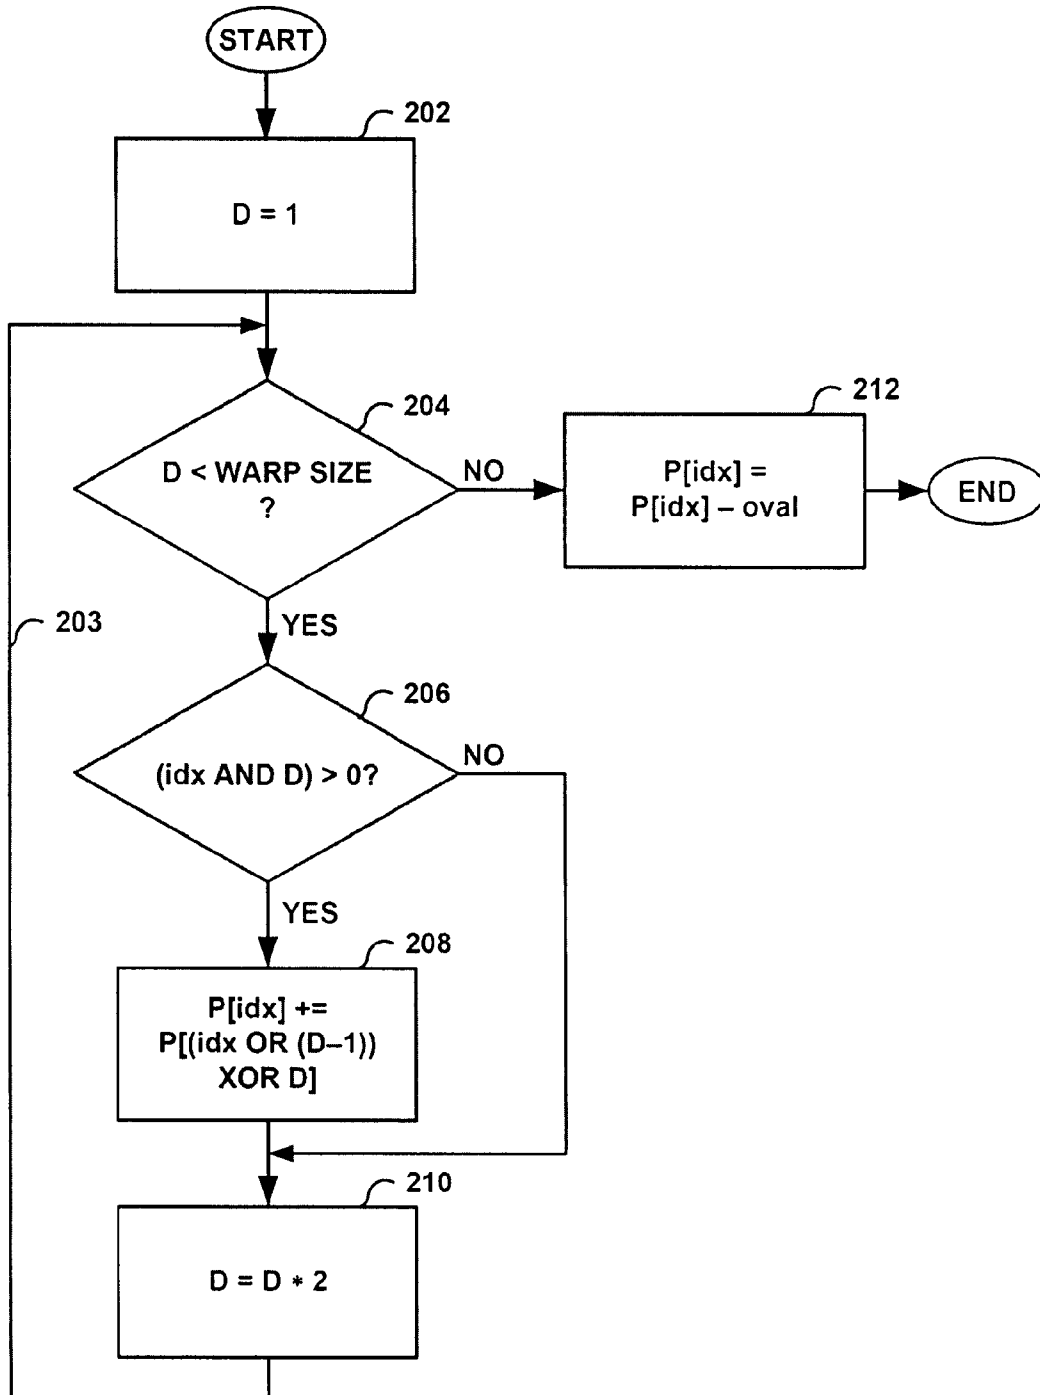 START
202
D = 1
204
D < WARP SIZE
?
NO
212
P[idx] =
P[idx] – oval
END
YES
203
206
(idx AND D) > 0?
NO
YES
208
P[idx] +=
P[(idx OR (D–1))
XOR D]
210
D = D * 2